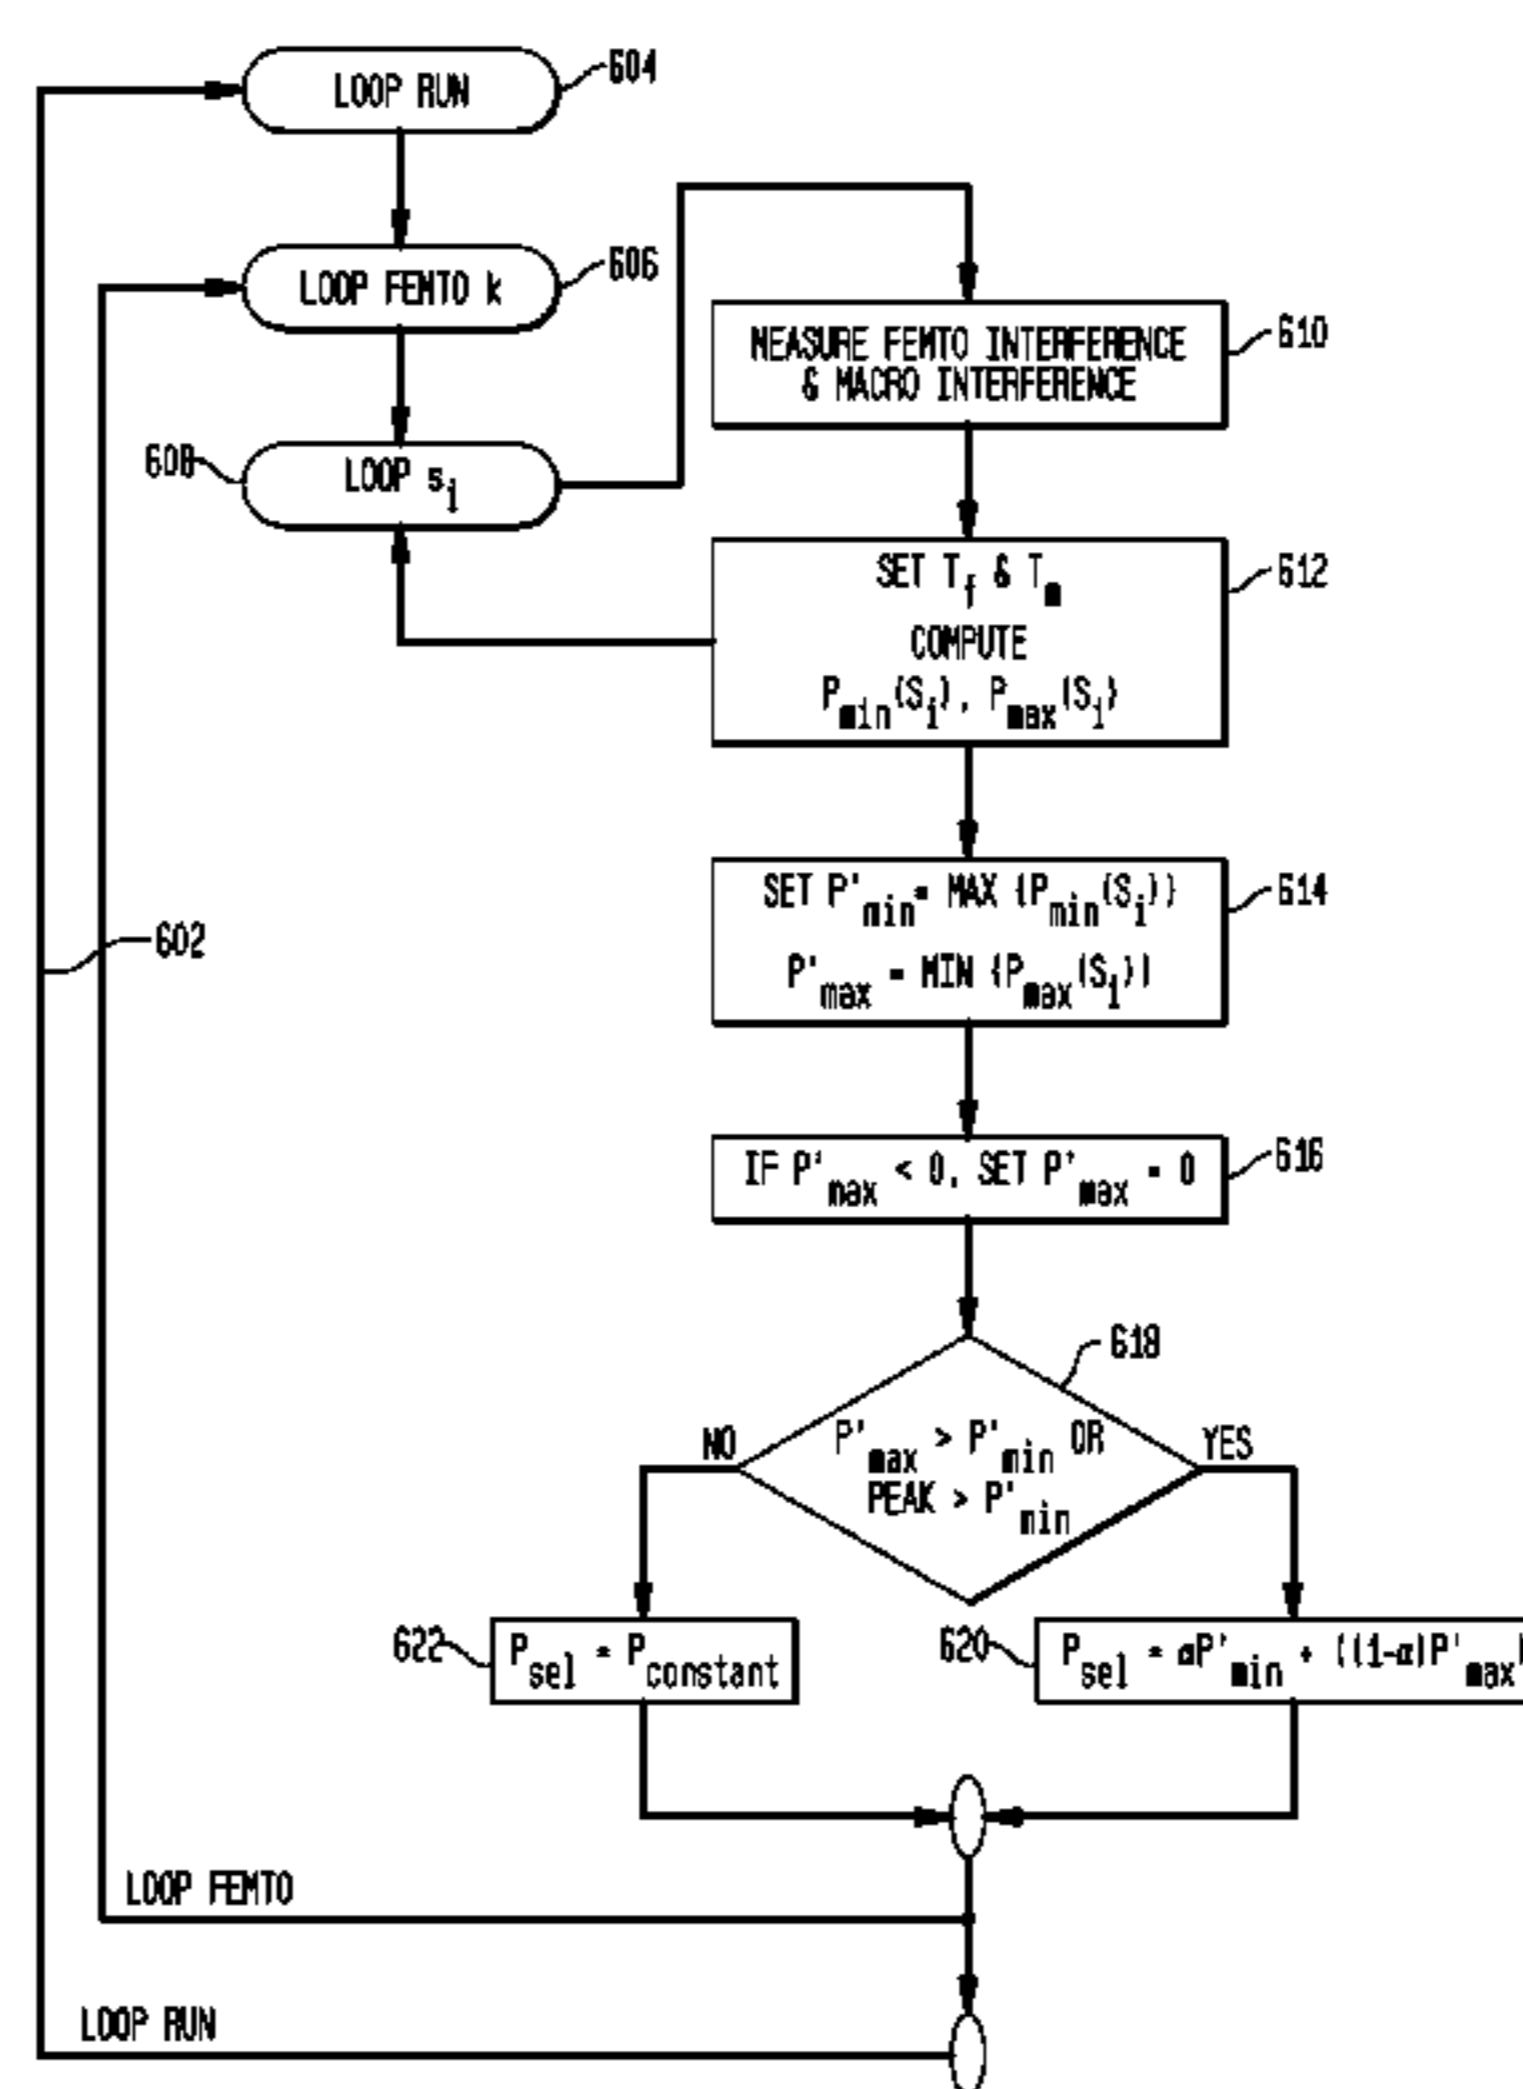 LOOP RUN
604
LOOP FEMTO k
606
LOOP s_i
608
MEASURE FEMTO INTERFERENCE
& MACRO INTERFERENCE
610
SET T_f & T_m
COMPUTE
P_min(S_i), P_max(S_i)
612
602
SET P'_min = MAX {P_min(S_i)}
P'_max = MIN {P_max(S_i)}
614
IF P'_max < 0, SET P'_max = 0
616
618
NO
P'_max > P'_min OR
PEAK > P'_min
YES
622
P_sel = P_constant
620
P_sel = αP'_min + ((1-α)P'_max)
LOOP FEMTO
LOOP RUN